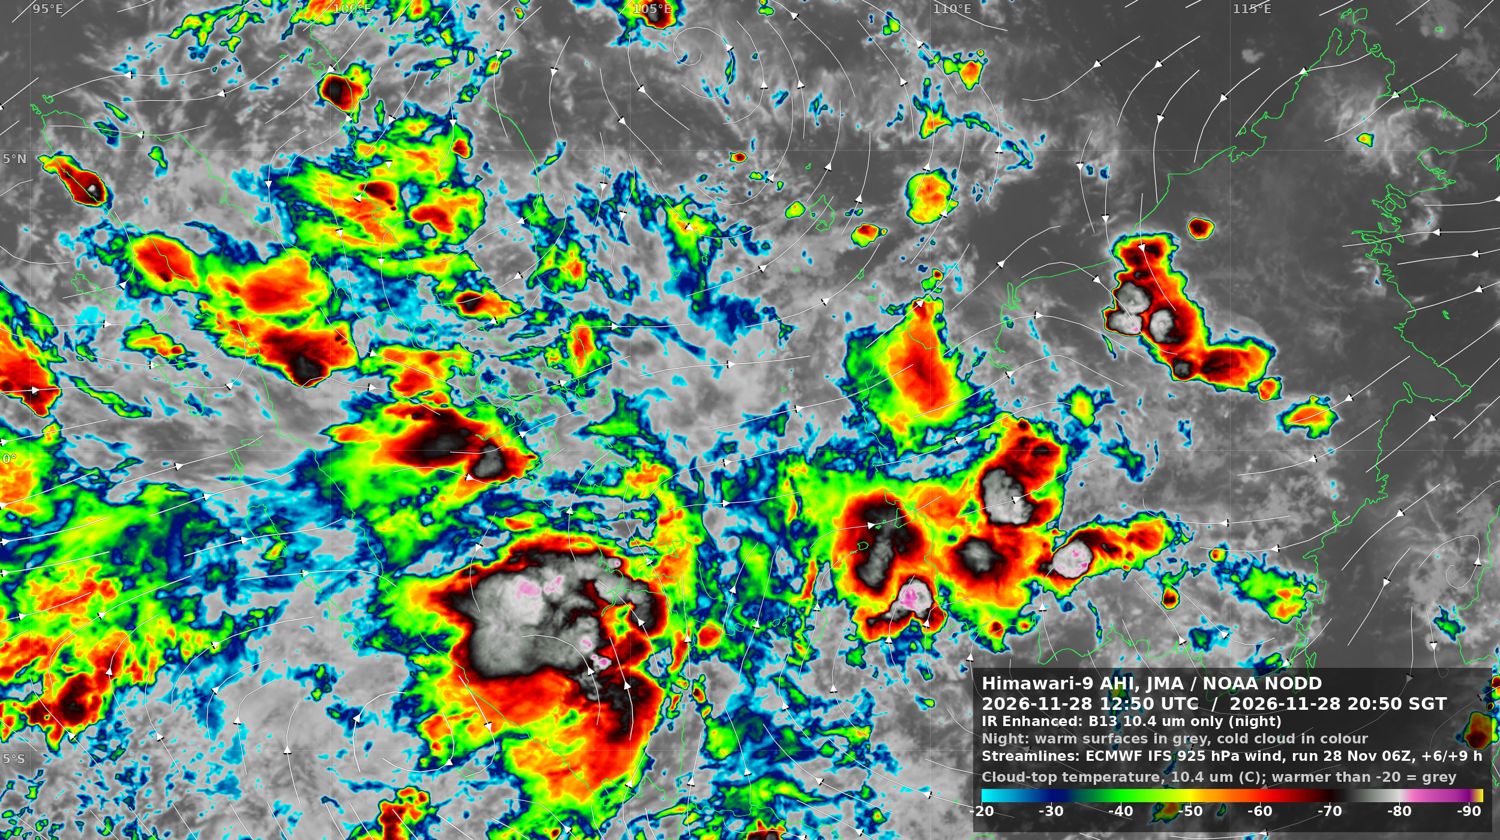 95°E
100°E
105°E
110°E
115°E
5°N
0°
5°S
Himawari-9 AHI, JMA / NOAA NODD
2026-11-28 12:50 UTC / 2026-11-28 20:50 SGT
IR Enhanced: B13 10.4 um only (night)
Night: warm surfaces in grey, cold cloud in colour
Streamlines: ECMWF IFS 925 hPa wind, run 28 Nov 06Z, +6/+9 h
Cloud-top temperature, 10.4 um (C); warmer than -20 = grey
-20 -30 -40 -50 -60 -70 -80 -90